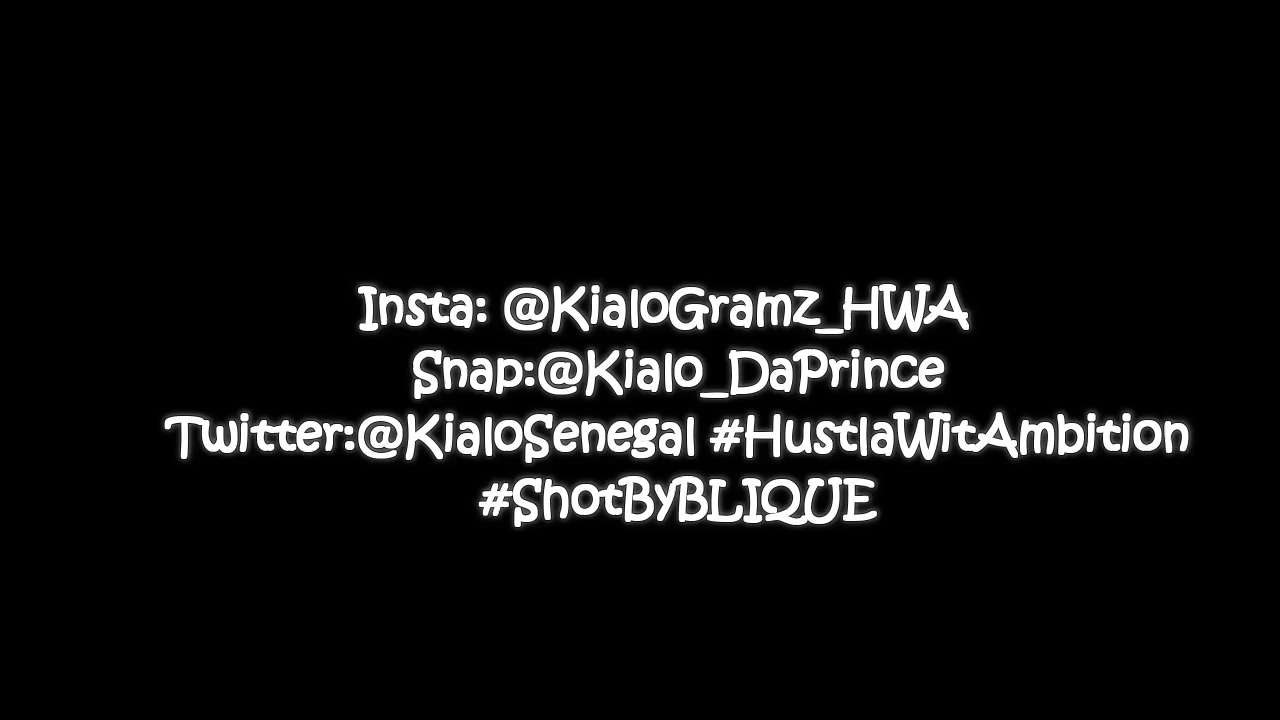 Insta: @KialoGramz_HWA
Snap:@Kialo_DaPrince
Twitter:@KialoSenegal #HustlaWitAmbition
#ShotByBLIQUE